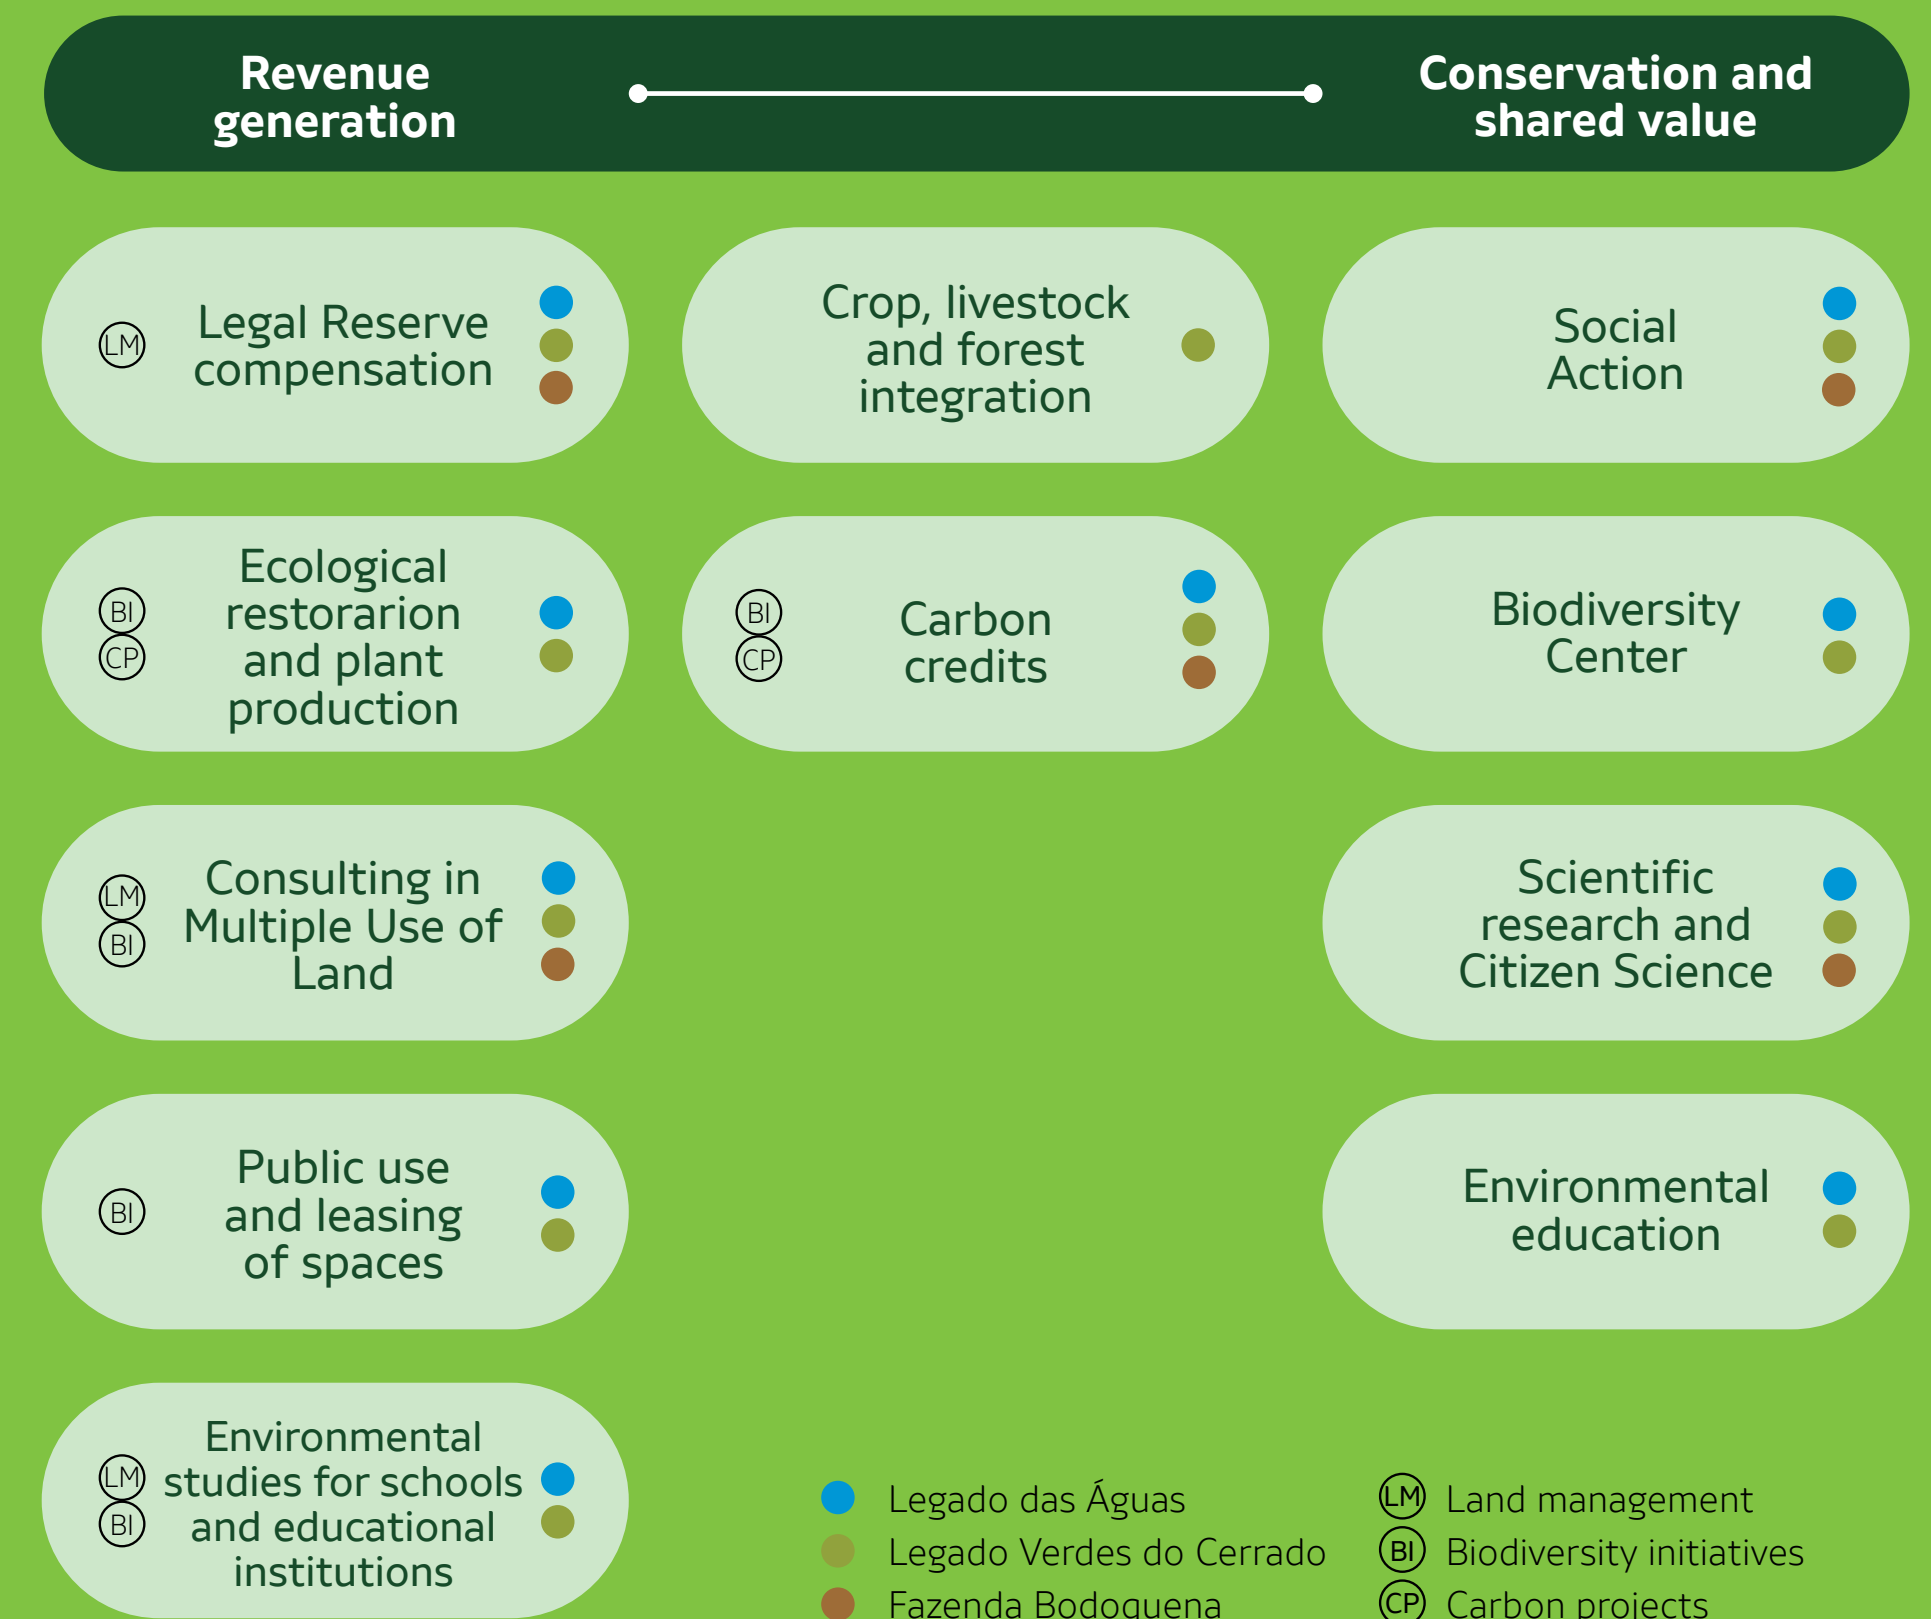 Revenue
generation
Conservation and
shared value
LM
Legal Reserve
compensation
Crop, livestock
and forest
integration
Social
Action
BI
CP
Ecological
restorarion
and plant
production
BI
CP
Carbon
credits
Biodiversity
Center
LM
BI
Consulting in
Multiple Use of
Land
Scientific
research and
Citizen Science
BI
Public use
and leasing
of spaces
Environmental
education
LM
BI
Environmental
studies for schools
and educational
institutions
Legado das Águas
Legado Verdes do Cerrado
Fazenda Bodoquena
LM Land management
BI Biodiversity initiatives
CP Carbon projects